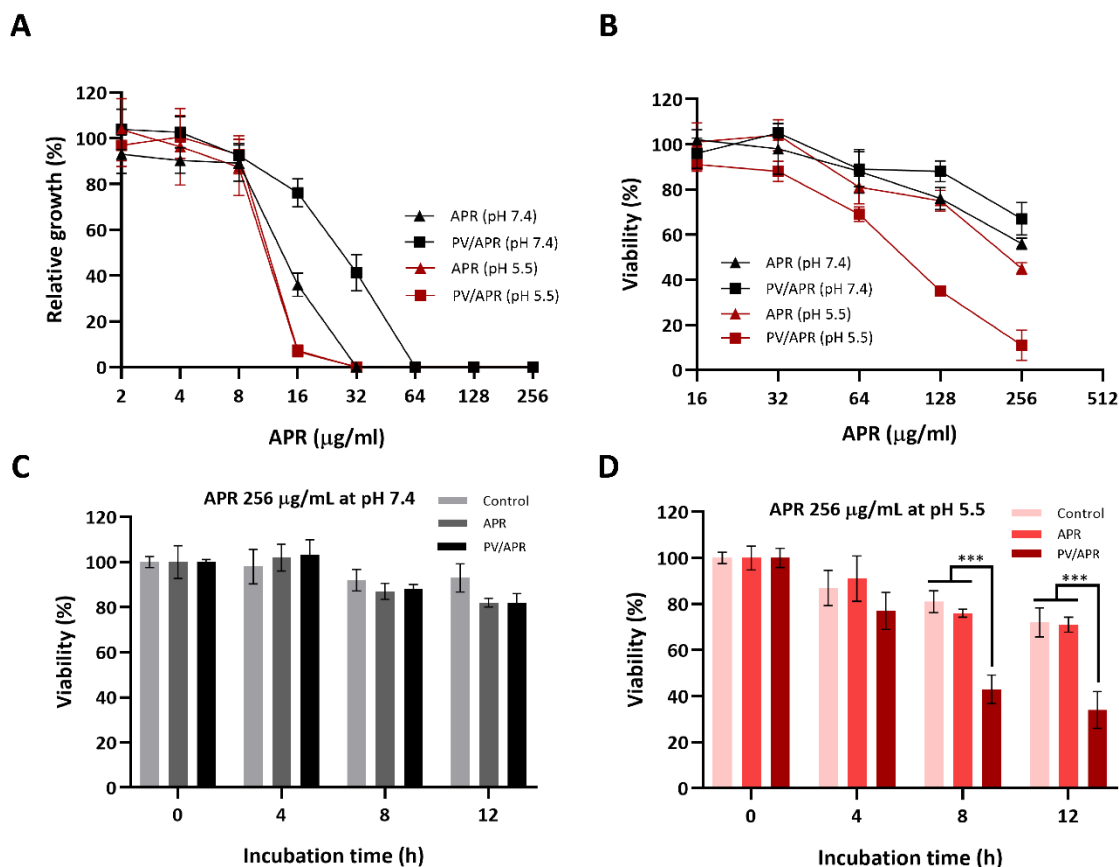 A
Relative growth (%)
120
100
80
60
40
20
0
2 4 8 16 32 64 128 256
APR (μg/ml)
APR (pH 7.4)
PV/APR (pH 7.4)
APR (pH 5.5)
PV/APR (pH 5.5)
B
Viability (%)
120
100
80
60
40
20
0
16 32 64 128 256 512
APR (μg/ml)
APR (pH 7.4)
PV/APR (pH 7.4)
APR (pH 5.5)
PV/APR (pH 5.5)
C
APR 256 μg/mL at pH 7.4
Control
APR
PV/APR
Viability (%)
120
100
80
60
40
20
0
0 4 8 12
Incubation time (h)
D
APR 256 μg/mL at pH 5.5
Control
APR
PV/APR
*** ***
Viability (%)
120
100
80
60
40
20
0
0 4 8 12
Incubation time (h)